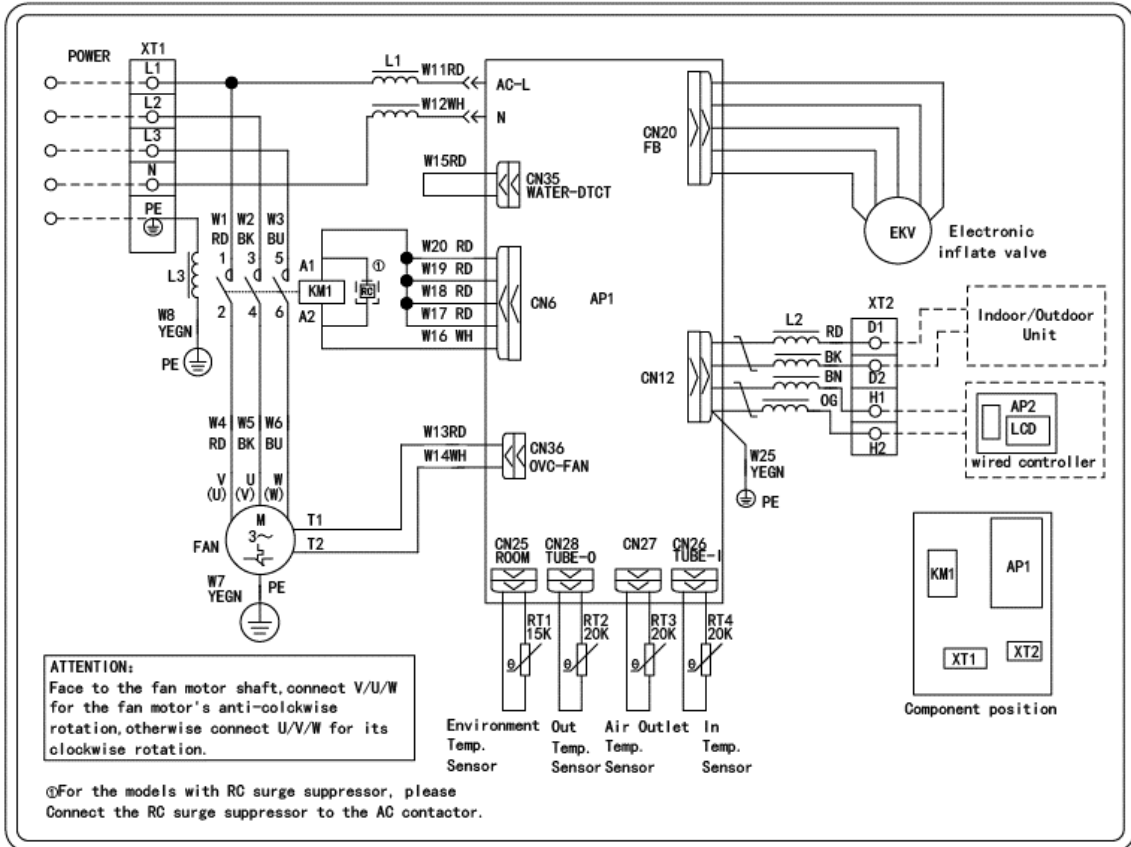 POWER
XT1
L1
L2
L3
N
PE
L1
W11RD
AC-L
W12WH
N
W15RD
CN35
WATER-DTCT
CN20
FB
EKV
Electronic
inflate valve
W1 W2 W3
RD BK BU
1 3 5
2 4 6
L3
W8
YEGN
PE
A1
KM1
A2
①
RC
W20 RD
W19 RD
W18 RD
W17 RD
W16 WH
CN6
AP1
CN12
L2
RD
BK
BN
OG
XT2
D1
D2
H1
H2
Indoor/Outdoor
Unit
AP2
LCD
wired controller
W25
YEGN
PE
W4 W5 W6
RD BK BU
V U W
(U) (V) (W)
M
3~
FAN
T1
T2
W13RD
W14WH
CN36
OVC-FAN
W7
YEGN
PE
CN25
ROOM
CN28
TUBE-O
CN27
CN26
TUBE-I
RT1
15K
RT2
20K
RT3
20K
RT4
20K
θ
θ
θ
θ
Environment
Temp.
Sensor
Out
Temp.
Sensor
Air Outlet
Temp.
Sensor
In
Temp.
Sensor
KM1
AP1
XT1
XT2
Component position
ATTENTION:
Face to the fan motor shaft, connect V/U/W
for the fan motor's anti-colckwise
rotation, otherwise connect U/V/W for its
clockwise rotation.
①For the models with RC surge suppressor, please
Connect the RC surge suppressor to the AC contactor.